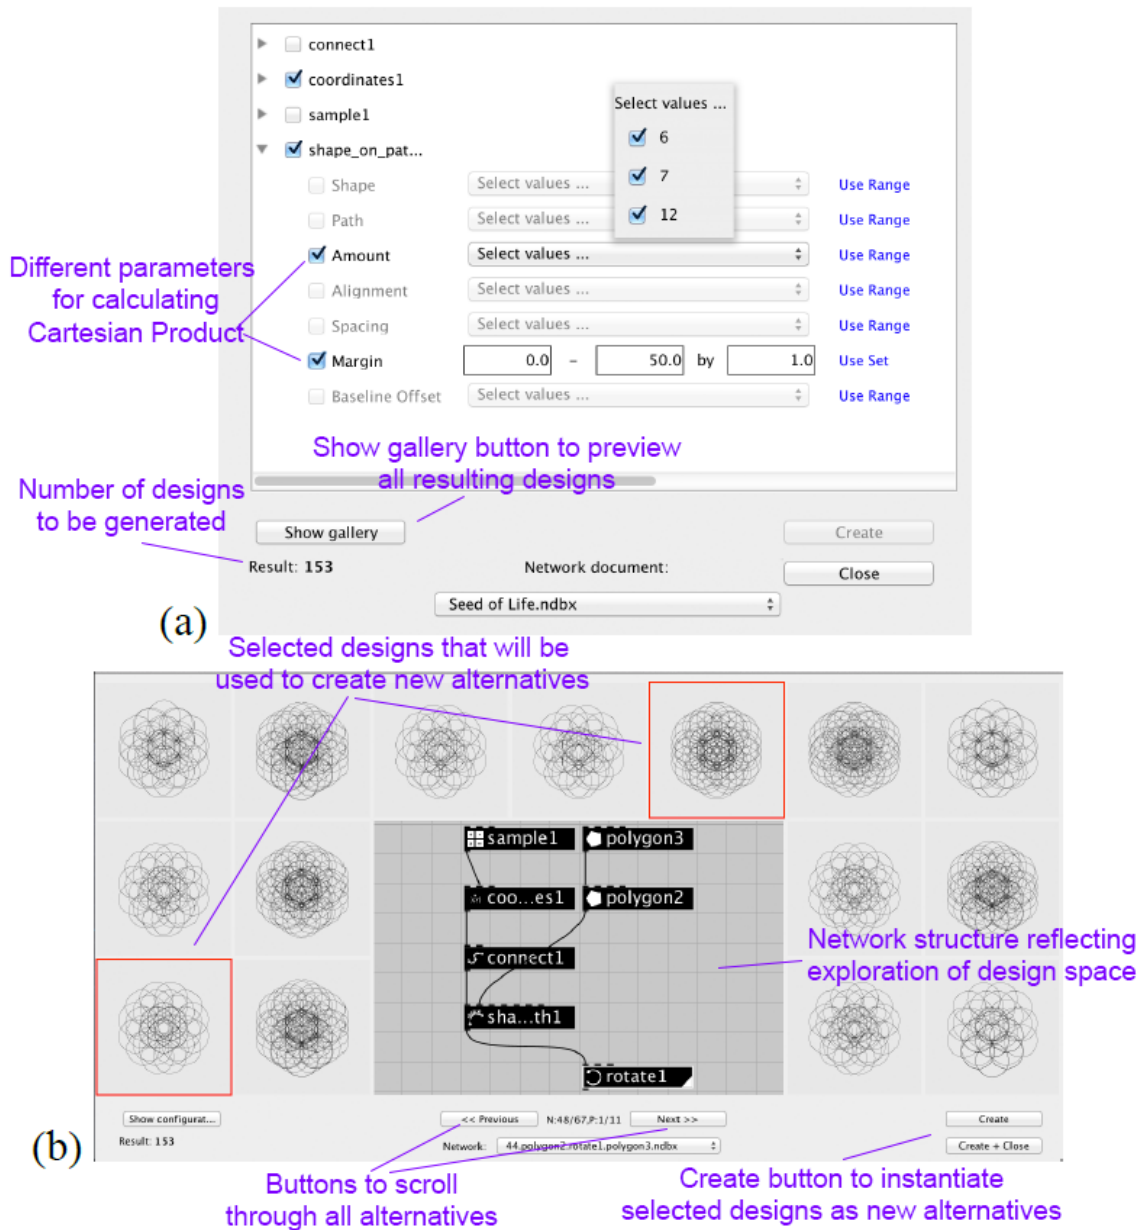 connect1
coordinates1
Select values ...
sample1
6
shape_on_pat...
7
Shape Select values ... Use Range
12
Path Select values ... Use Range
Amount Select values ... Use Range
Different parameters
for calculating
Cartesian Product
Alignment Select values ... Use Range
Spacing Select values ... Use Range
Margin 0.0 – 50.0 by 1.0 Use Set
Baseline Offset Select values ... Use Range
Show gallery button to preview
all resulting designs
Number of designs
to be generated
Show gallery Create
Result: 153 Network document: Close
Seed of Life.ndbx
(a)
Selected designs that will be
used to create new alternatives
sample1 polygon3
coo...es1 polygon2
connect1
Network structure reflecting
exploration of design space
sha...th1
rotate1
Show configurat... << Previous N:48/67,P:1/11 Next >> Create
Result: 153 Network: 44.polygon2.rotate1.polygon3.ndbx Create + Close
(b)
Buttons to scroll
through all alternatives
Create button to instantiate
selected designs as new alternatives